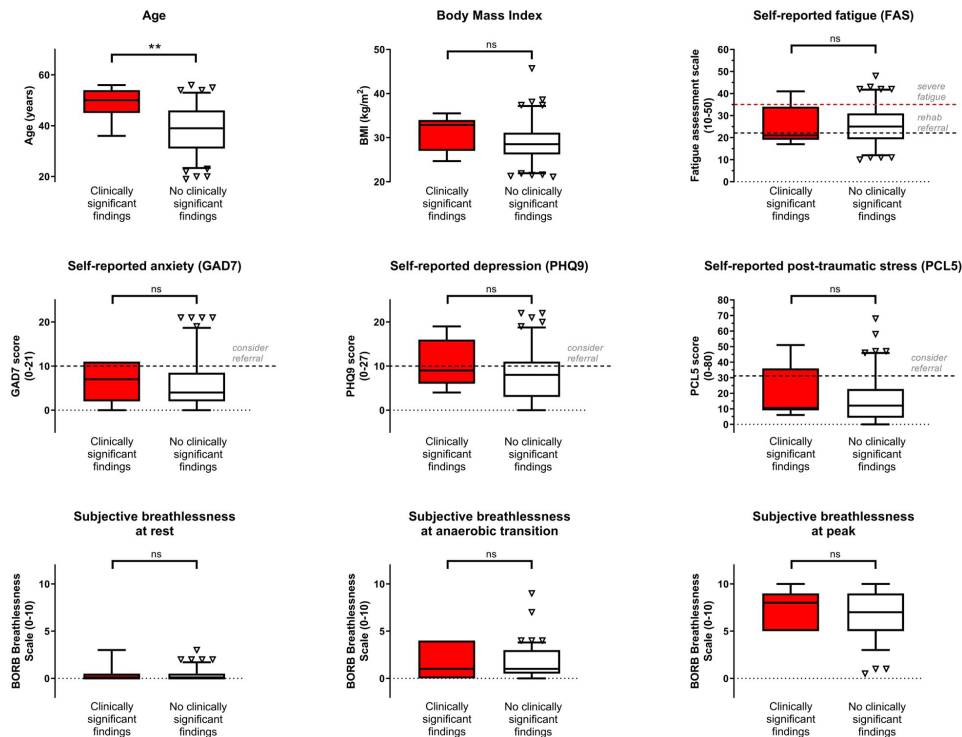 Age
**
Age (years)
60
40
20
Clinically
significant
findings
No clinically
significant
findings
Body Mass Index
ns
BMI (kg/m²)
50
40
30
20
Clinically
significant
findings
No clinically
significant
findings
Self-reported fatigue (FAS)
ns
Fatigue assessment scale
(10-50)
60
50
40
30
20
10
0
severe
fatigue
rehab
referral
Clinically
significant
findings
No clinically
significant
findings
Self-reported anxiety (GAD7)
ns
GAD7 score
(0-21)
20
10
0
consider
referral
Clinically
significant
findings
No clinically
significant
findings
Self-reported depression (PHQ9)
ns
PHQ9 score
(0-27)
20
10
0
consider
referral
Clinically
significant
findings
No clinically
significant
findings
Self-reported post-traumatic stress (PCL5)
ns
PCL5 score
(0-80)
80
70
60
50
40
30
20
10
0
consider
referral
Clinically
significant
findings
No clinically
significant
findings
Subjective breathlessness
at rest
ns
BORB Breathlessness
Scale (0-10)
10
5
0
Clinically
significant
findings
No clinically
significant
findings
Subjective breathlessness
at anaerobic transition
ns
BORB Breathlessness
Scale (0-10)
10
5
0
Clinically
significant
findings
No clinically
significant
findings
Subjective breathlessness
at peak
ns
BORB Breathlessness
Scale (0-10)
10
5
0
Clinically
significant
findings
No clinically
significant
findings